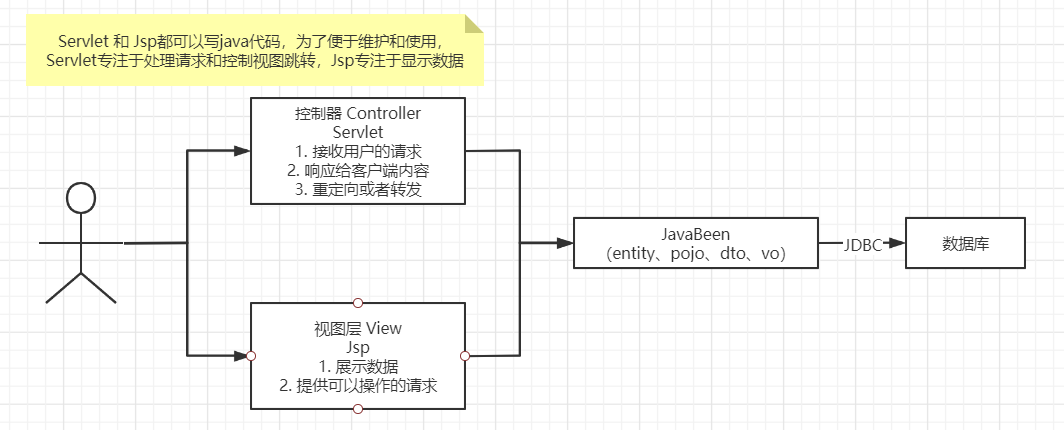 Servlet 和 Jsp都可以写java代码，为了便于维护和使用，
Servlet专注于处理请求和控制视图跳转，Jsp专注于显示数据
控制器 Controller
Servlet
1. 接收用户的请求
2. 响应给客户端内容
3. 重定向或者转发
JavaBeen
（entity、pojo、dto、vo）
JDBC
数据库
视图层 View
Jsp
1. 展示数据
2. 提供可以操作的请求